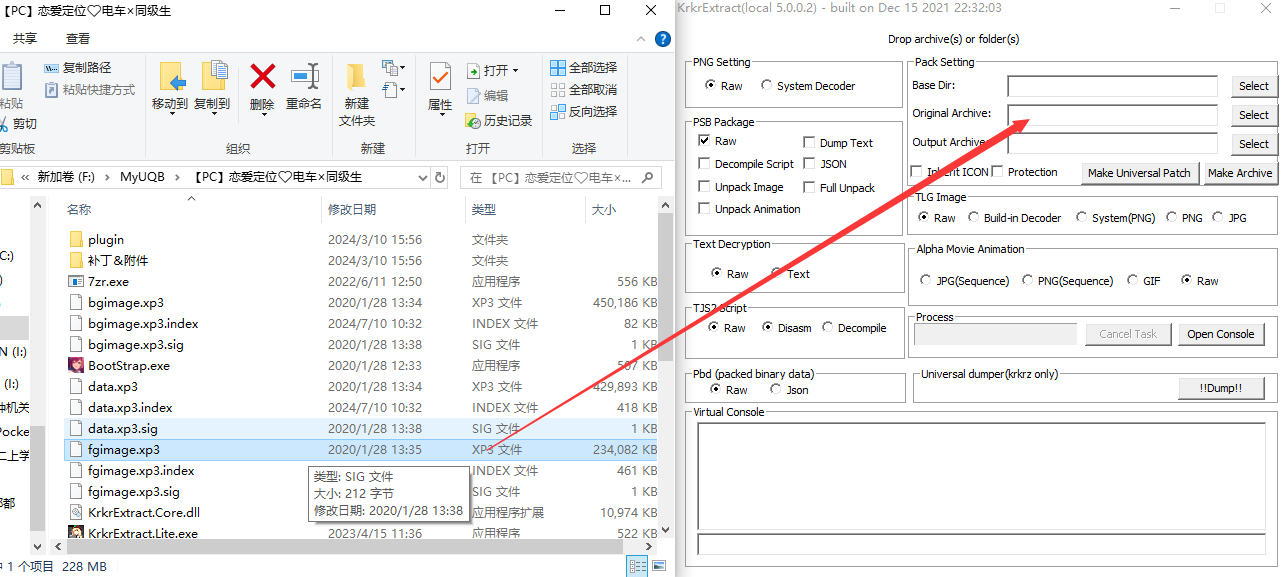 【PC】恋爱定位♡电车×同级生
共享 查看
粘贴
复制路径
粘贴快捷方式
剪切
剪贴板
移动到 复制到 删除 重命名
组织
新建
文件夹
新建
属性
打开
编辑
历史记录
打开
全部选择
全部取消
反向选择
选择
« 新加卷 (F:) > MyUQB > 【PC】恋爱定位♡电车×同级生
在 【PC】恋爱定位♡电车×...
名称 修改日期 类型 大小
plugin 2024/3/10 15:56 文件夹
补丁＆附件 2024/3/10 15:56 文件夹
7zr.exe 2022/6/11 12:50 应用程序 556 KB
bgimage.xp3 2020/1/28 13:34 XP3 文件 450,186 KB
bgimage.xp3.index 2024/7/10 10:32 INDEX 文件 82 KB
bgimage.xp3.sig 2020/1/28 13:38 SIG 文件 1 KB
BootStrap.exe 2020/1/28 12:33 应用程序 507 KB
data.xp3 2020/1/28 13:34 XP3 文件 429,893 KB
data.xp3.index 2024/7/10 10:32 INDEX 文件 418 KB
data.xp3.sig 2020/1/28 13:38 SIG 文件 1 KB
fgimage.xp3 2020/1/28 13:35 XP3 文件 234,082 KB
fgimage.xp3.index INDEX 文件 461 KB
fgimage.xp3.sig SIG 文件 1 KB
KrkrExtract.Core.dll 应用程序扩展 10,974 KB
KrkrExtract.Lite.exe 2023/4/15 11:36 应用程序 522 KB
类型: SIG 文件
大小: 212 字节
修改日期: 2020/1/28 13:38
C:)
N (I:)
(I:)
钟机关
Pocke
二上学
部都
1 个项目 228 MB
KrkrExtract(local 5.0.0.2) - built on Dec 15 2021 22:32:03
Drop archive(s) or folder(s)
PNG Setting
Raw System Decoder
PSB Package
Raw Dump Text
Decompile Script JSON
Unpack Image Full Unpack
Unpack Animation
Text Decryption
Raw Text
TJS2 Script
Raw Disasm Decompile
Pbd (packed binary data)
Raw Json
Pack Setting
Base Dir: Select
Original Archive: Select
Output Archive: Select
Inherit ICON Protection Make Universal Patch Make Archive
TLG Image
Raw Build-in Decoder System(PNG) PNG JPG
Alpha Movie Animation
JPG(Sequence) PNG(Sequence) GIF Raw
Process
Cancel Task Open Console
Universal dumper(krkrz only)
!!Dump!!
Virtual Console